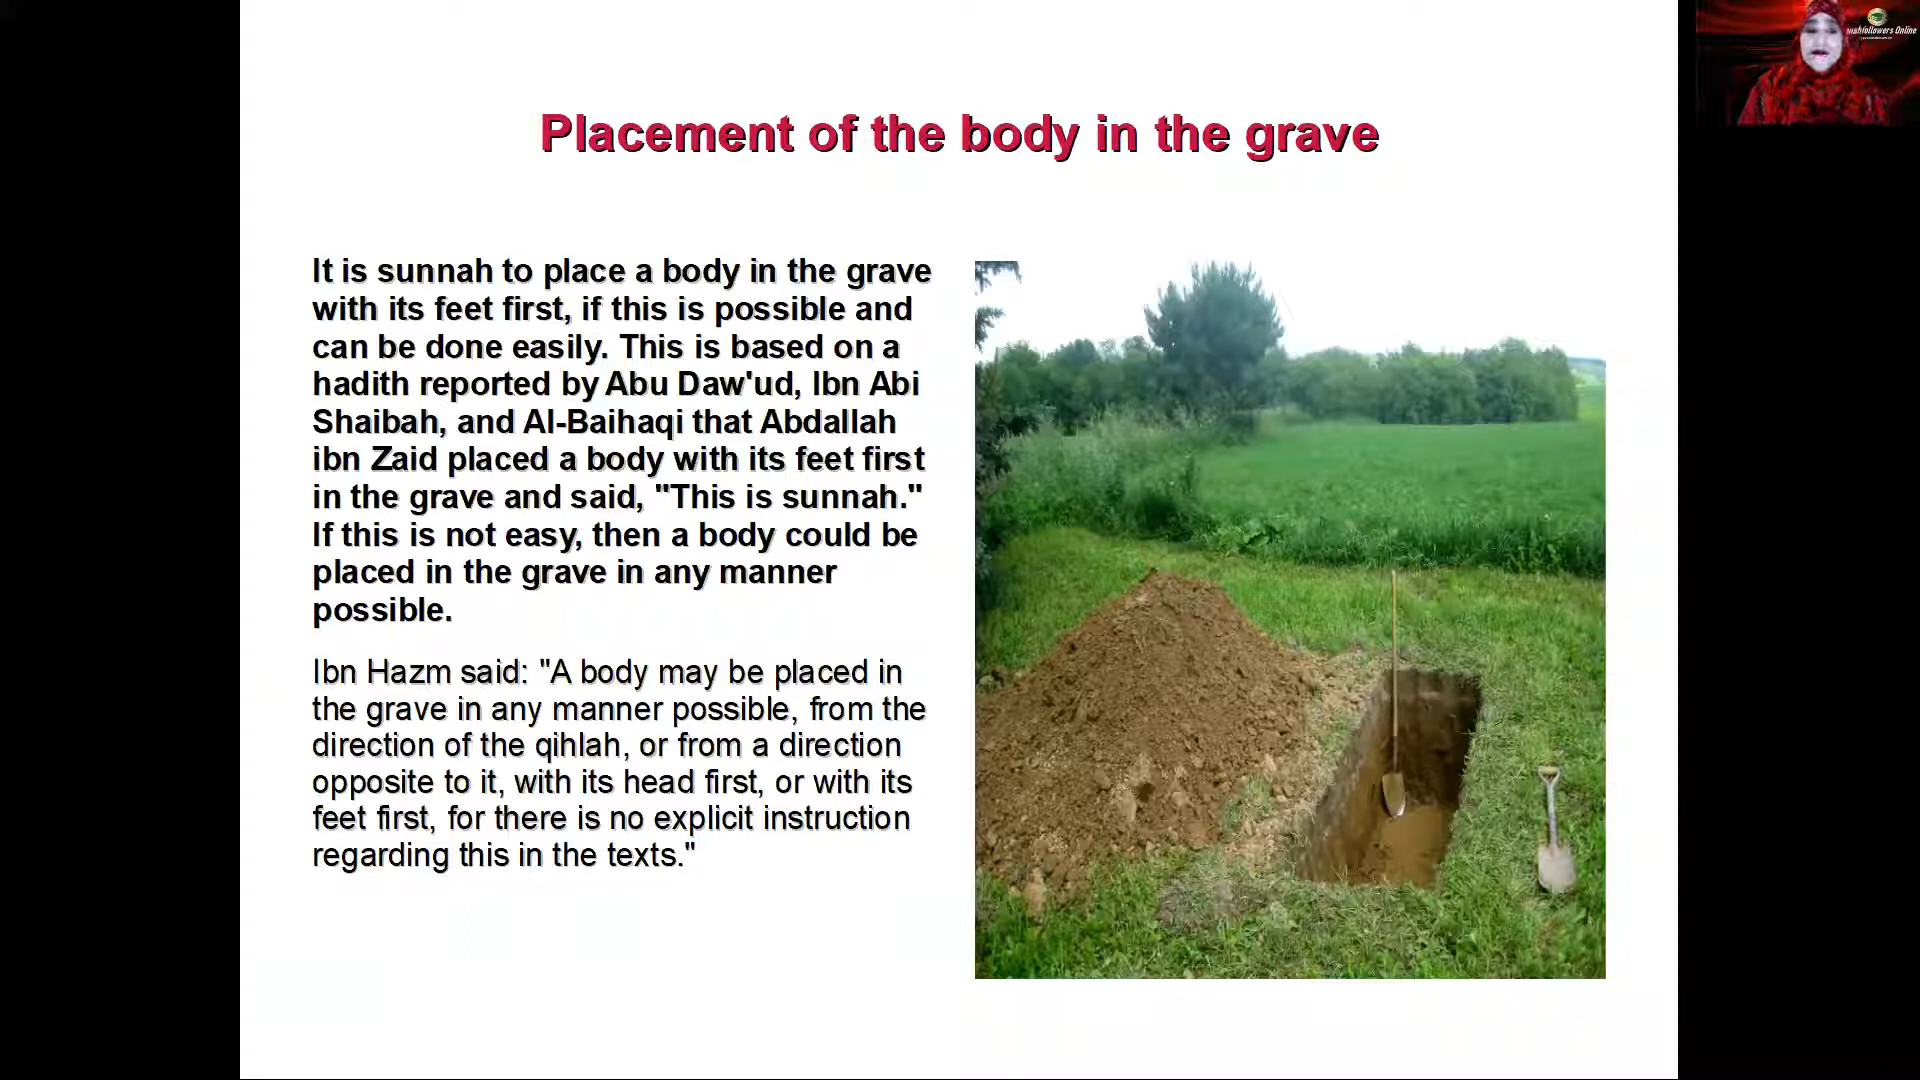 Placement of the body in the grave
It is sunnah to place a body in the grave
with its feet first, if this is possible and
can be done easily. This is based on a
hadith reported by Abu Daw'ud, Ibn Abi
Shaibah, and Al-Baihaqi that Abdallah
ibn Zaid placed a body with its feet first
in the grave and said, "This is sunnah."
If this is not easy, then a body could be
placed in the grave in any manner
possible.
Ibn Hazm said: "A body may be placed in
the grave in any manner possible, from the
direction of the qihlah, or from a direction
opposite to it, with its head first, or with its
feet first, for there is no explicit instruction
regarding this in the texts."
Online